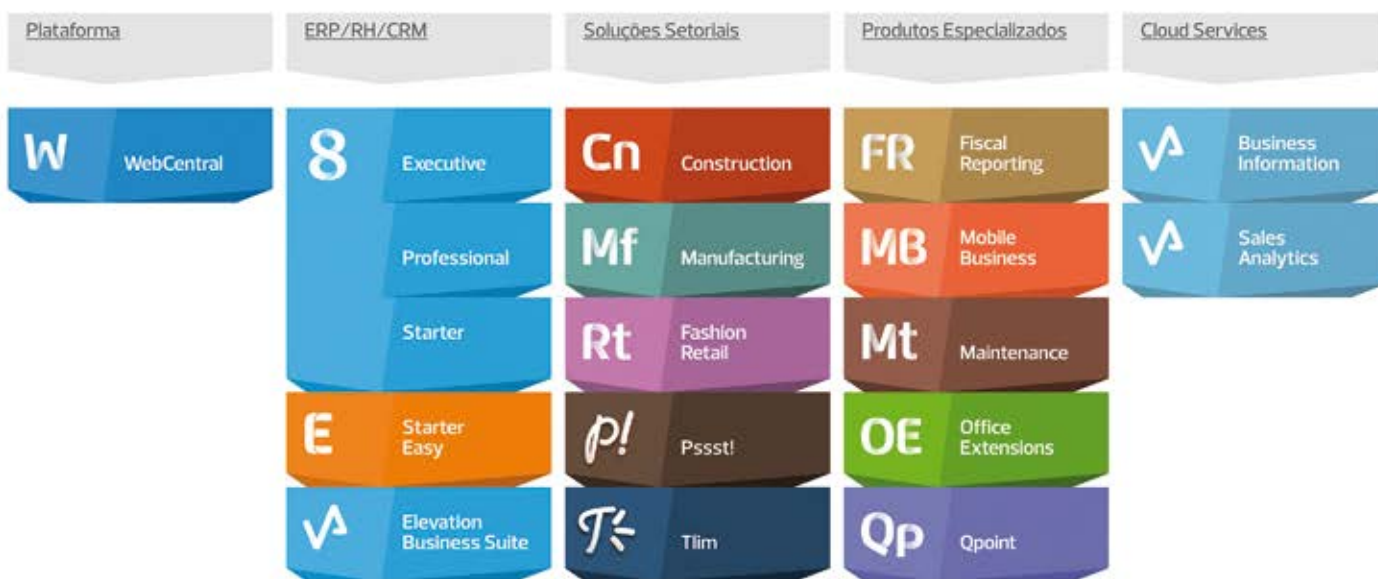 Plataforma
ERP/RH/CRM
Soluções Setoriais
Produtos Especializados
Cloud Services
W
WebCentral
8
Executive
Professional
Starter
E
Starter
Easy
Elevation
Business Suite
Cn
Construction
Mf
Manufacturing
Rt
Fashion
Retail
p!
Pssst!
T
Tlim
FR
Fiscal
Reporting
MB
Mobile
Business
Mt
Maintenance
OE
Office
Extensions
Qp
Qpoint
Business
Information
Sales
Analytics